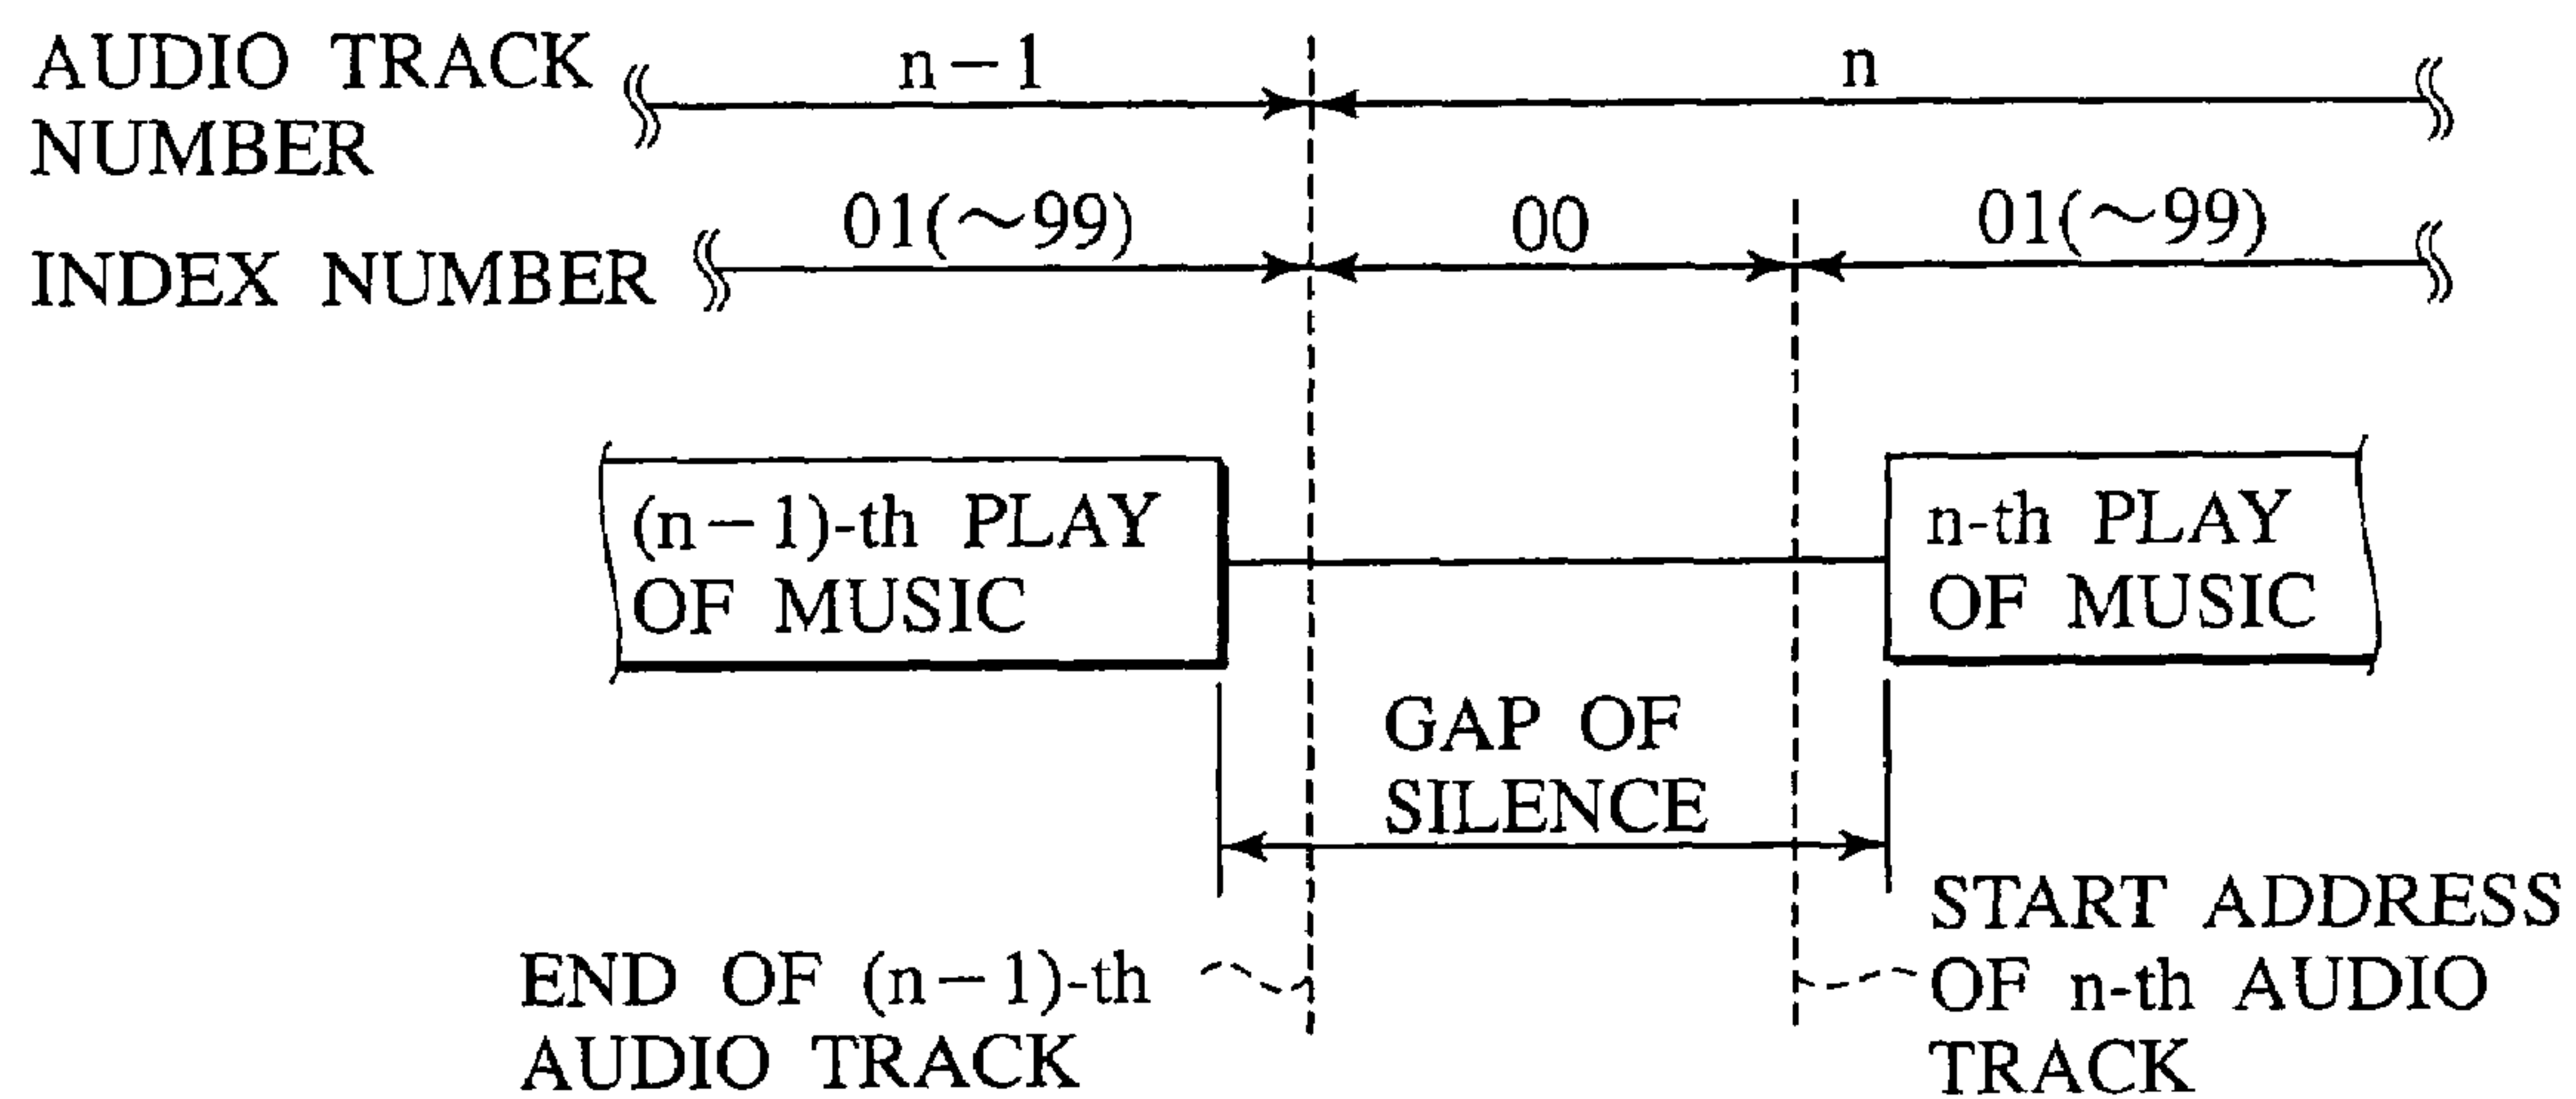 AUDIO TRACK
NUMBER
n−1
n
INDEX NUMBER
01(～99)
00
01(～99)
(n−1)-th PLAY
OF MUSIC
n-th PLAY
OF MUSIC
GAP OF
SILENCE
END OF (n−1)-th
AUDIO TRACK
START ADDRESS
OF n-th AUDIO
TRACK